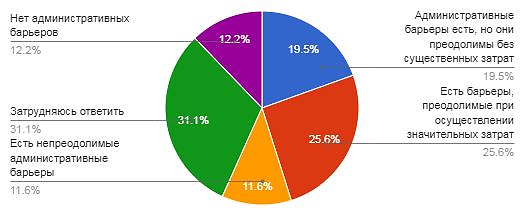 Нет административных
барьеров
12.2%
Затрудняюсь ответить
31.1%
Есть непреодолимые
административные
барьеры
11.6%
12.2%
19.5%
31.1%
25.6%
11.6%
Административные
барьеры есть, но они
преодолимы без
существенных затрат
19.5%
Есть барьеры,
преодолимые при
осуществлении
значительных затрат
25.6%